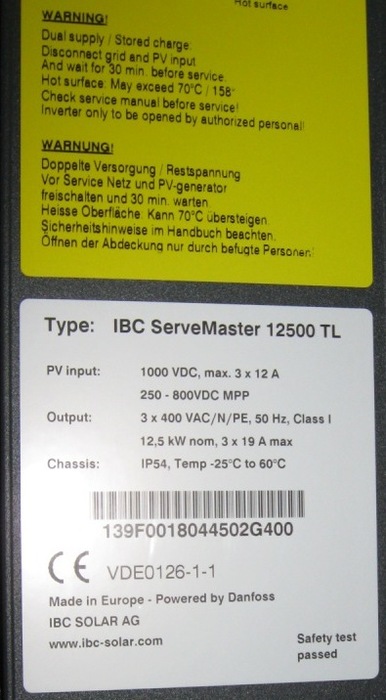 Hot surface
WARNING!
Dual supply / Stored charge.
Disconnect grid and PV input
And wait for 30 min. before service.
Hot surface. May exceed 70°C / 158°
Check service manual before service!
Inverter only to be opened by authorized personal!
WARNUNG!
Doppelte Versorgung / Restspannung
Vor Service Netz und PV-generator
freischalten und 30 min. warten.
Heisse Oberfläche. Kann 70°C übersteigen.
Sicherheitshinweise im Handbuch beachten.
Öffnen der Abdeckung nur durch befugte Personen!
Type: IBC ServeMaster 12500 TL
PV input: 1000 VDC, max. 3 x 12 A
250 - 800VDC MPP
Output: 3 x 400 VAC/N/PE, 50 Hz, Class I
12,5 kW nom, 3 x 19 A max
Chassis: IP54, Temp -25°C to 60°C
139F0018044502G400
CE VDE0126-1-1
Made in Europe - Powered by Danfoss
IBC SOLAR AG
www.ibc-solar.com
Safety test
passed